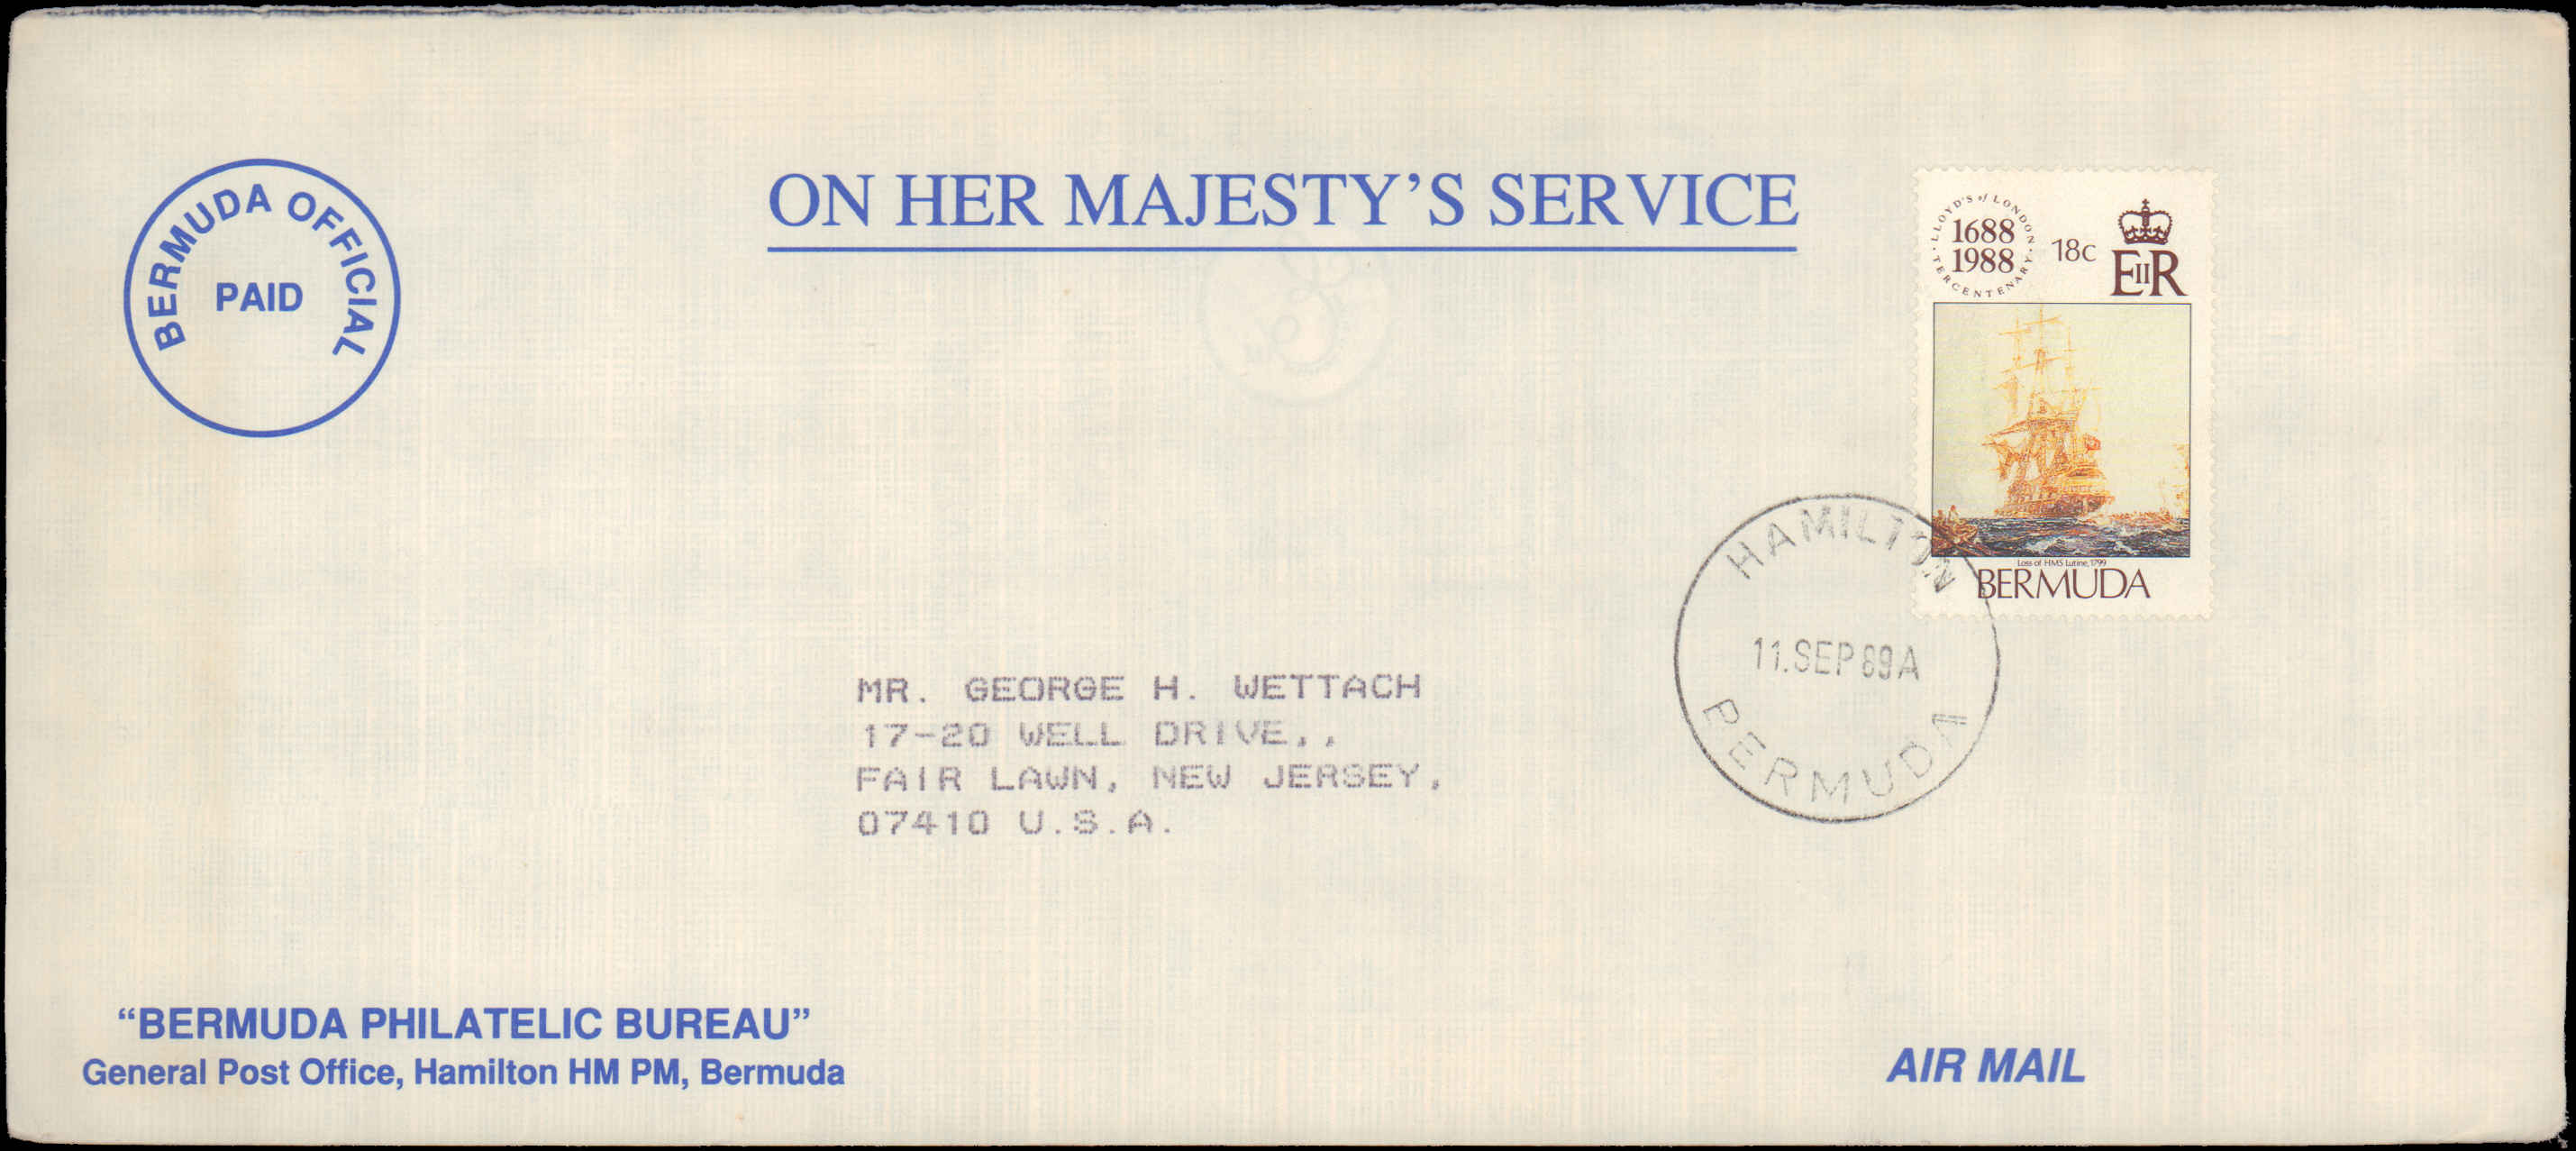 BERMUDA OFFICIAL
PAID
ON HER MAJESTY'S SERVICE
LLOYD'S of LONDON
1688
1988
TERCENTENARY
18c
EIIR
Loss of HMS Lutine, 1799
BERMUDA
HAMILTON
11.SEP 89 A
BERMUDA
MR. GEORGE H. WETTACH
17-20 WELL DRIVE,,
FAIR LAWN, NEW JERSEY,
07410 U.S.A.
"BERMUDA PHILATELIC BUREAU"
General Post Office, Hamilton HM PM, Bermuda
AIR MAIL